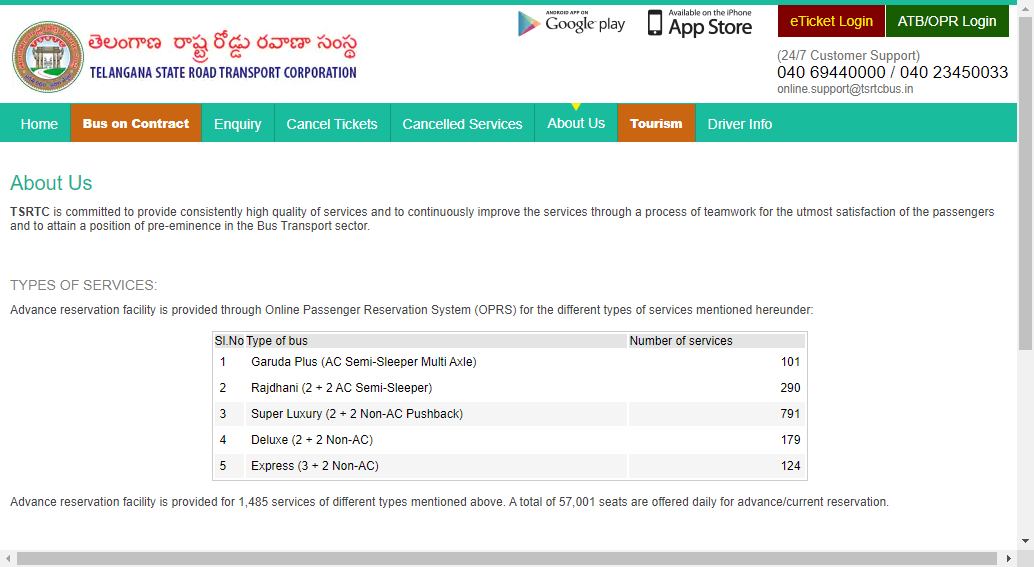 తెలంగాణ రాష్ట్ర రోడ్డు రవాణా సంస్థ
TELANGANA STATE ROAD TRANSPORT CORPORATION
ANDROID APP ON
Google play
Available on the iPhone
App Store
eTicket Login
ATB/OPR Login
(24/7 Customer Support)
040 69440000 / 040 23450033
online.support@tsrtcbus.in
Home Bus on Contract Enquiry Cancel Tickets Cancelled Services About Us Tourism Driver Info
About Us
TSRTC is committed to provide consistently high quality of services and to continuously improve the services through a process of teamwork for the utmost satisfaction of the passengers
and to attain a position of pre-eminence in the Bus Transport sector.
TYPES OF SERVICES:
Advance reservation facility is provided through Online Passenger Reservation System (OPRS) for the different types of services mentioned hereunder:
Sl.No Type of bus Number of services
1 Garuda Plus (AC Semi-Sleeper Multi Axle) 101
2 Rajdhani (2 + 2 AC Semi-Sleeper) 290
3 Super Luxury (2 + 2 Non-AC Pushback) 791
4 Deluxe (2 + 2 Non-AC) 179
5 Express (3 + 2 Non-AC) 124
Advance reservation facility is provided for 1,485 services of different types mentioned above. A total of 57,001 seats are offered daily for advance/current reservation.